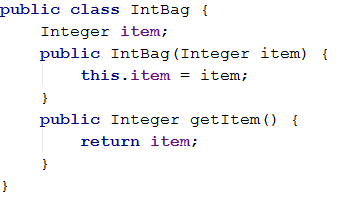 public class IntBag {
    Integer item;
    public IntBag(Integer item) {
        this.item = item;
    }
    public Integer getItem() {
        return item;
    }
}